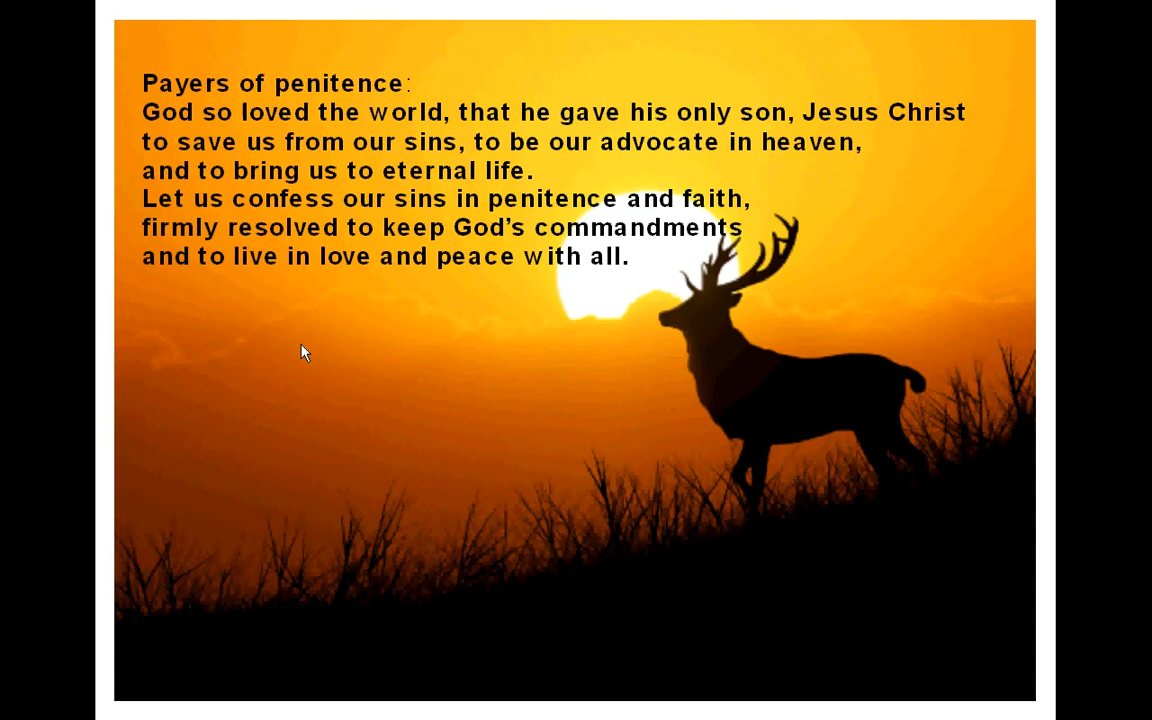 Payers of penitence:
God so loved the world, that he gave his only son, Jesus Christ
to save us from our sins, to be our advocate in heaven,
and to bring us to eternal life.
Let us confess our sins in penitence and faith,
firmly resolved to keep God’s commandments
and to live in love and peace with all.